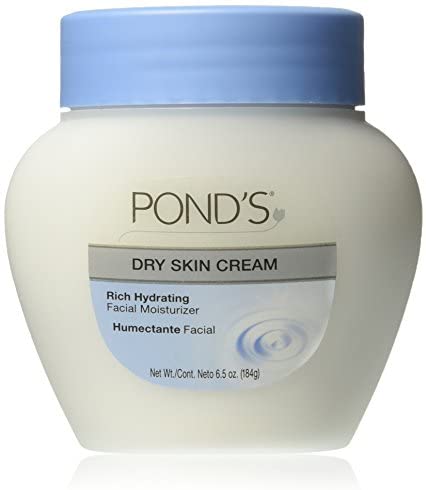 POND'S®
DRY SKIN CREAM
Rich Hydrating
Facial Moisturizer
Humectante Facial
Net Wt./Cont. Neto 6.5 oz. (184g)